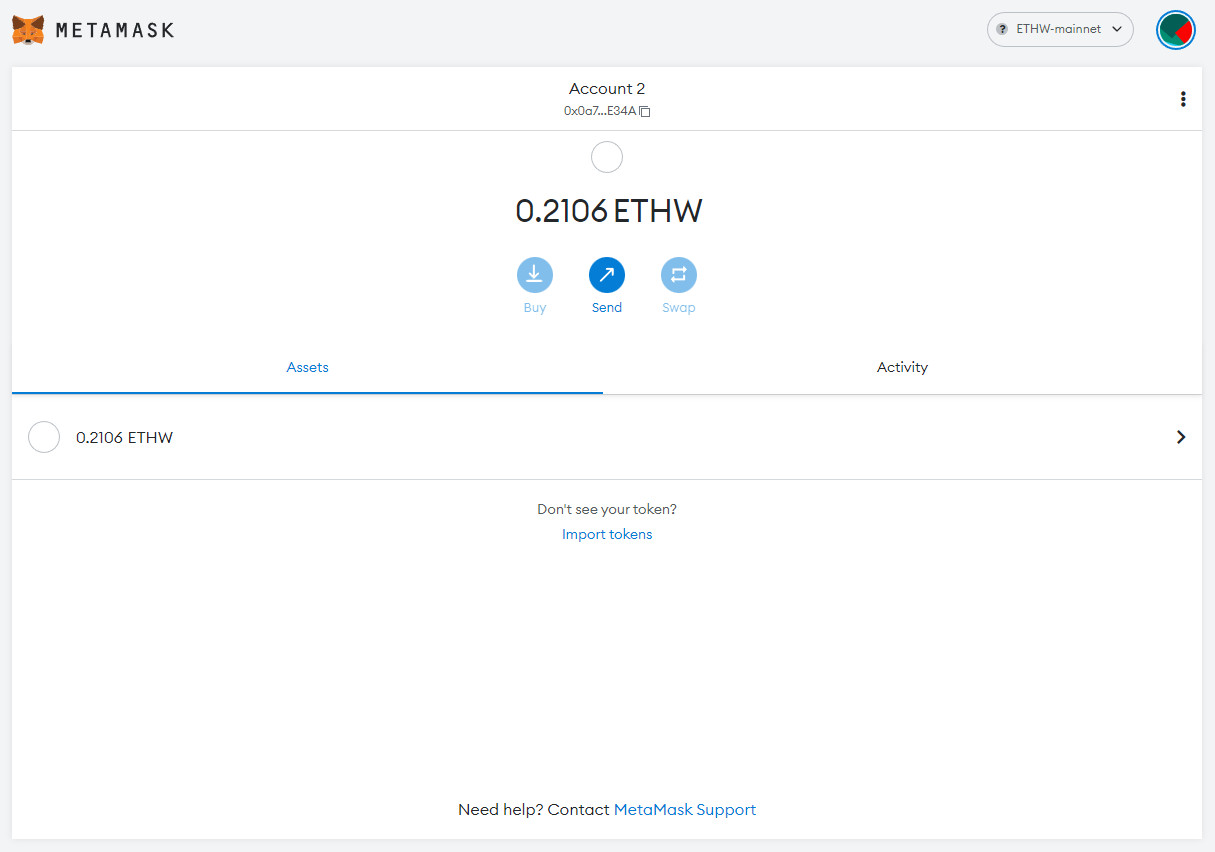 METAMASK
? ETHW-mainnet
Account 2
0x0a7...E34A
0.2106 ETHW
Buy
Send
Swap
Assets
Activity
0.2106 ETHW
Don't see your token?
Import tokens
Need help? Contact MetaMask Support